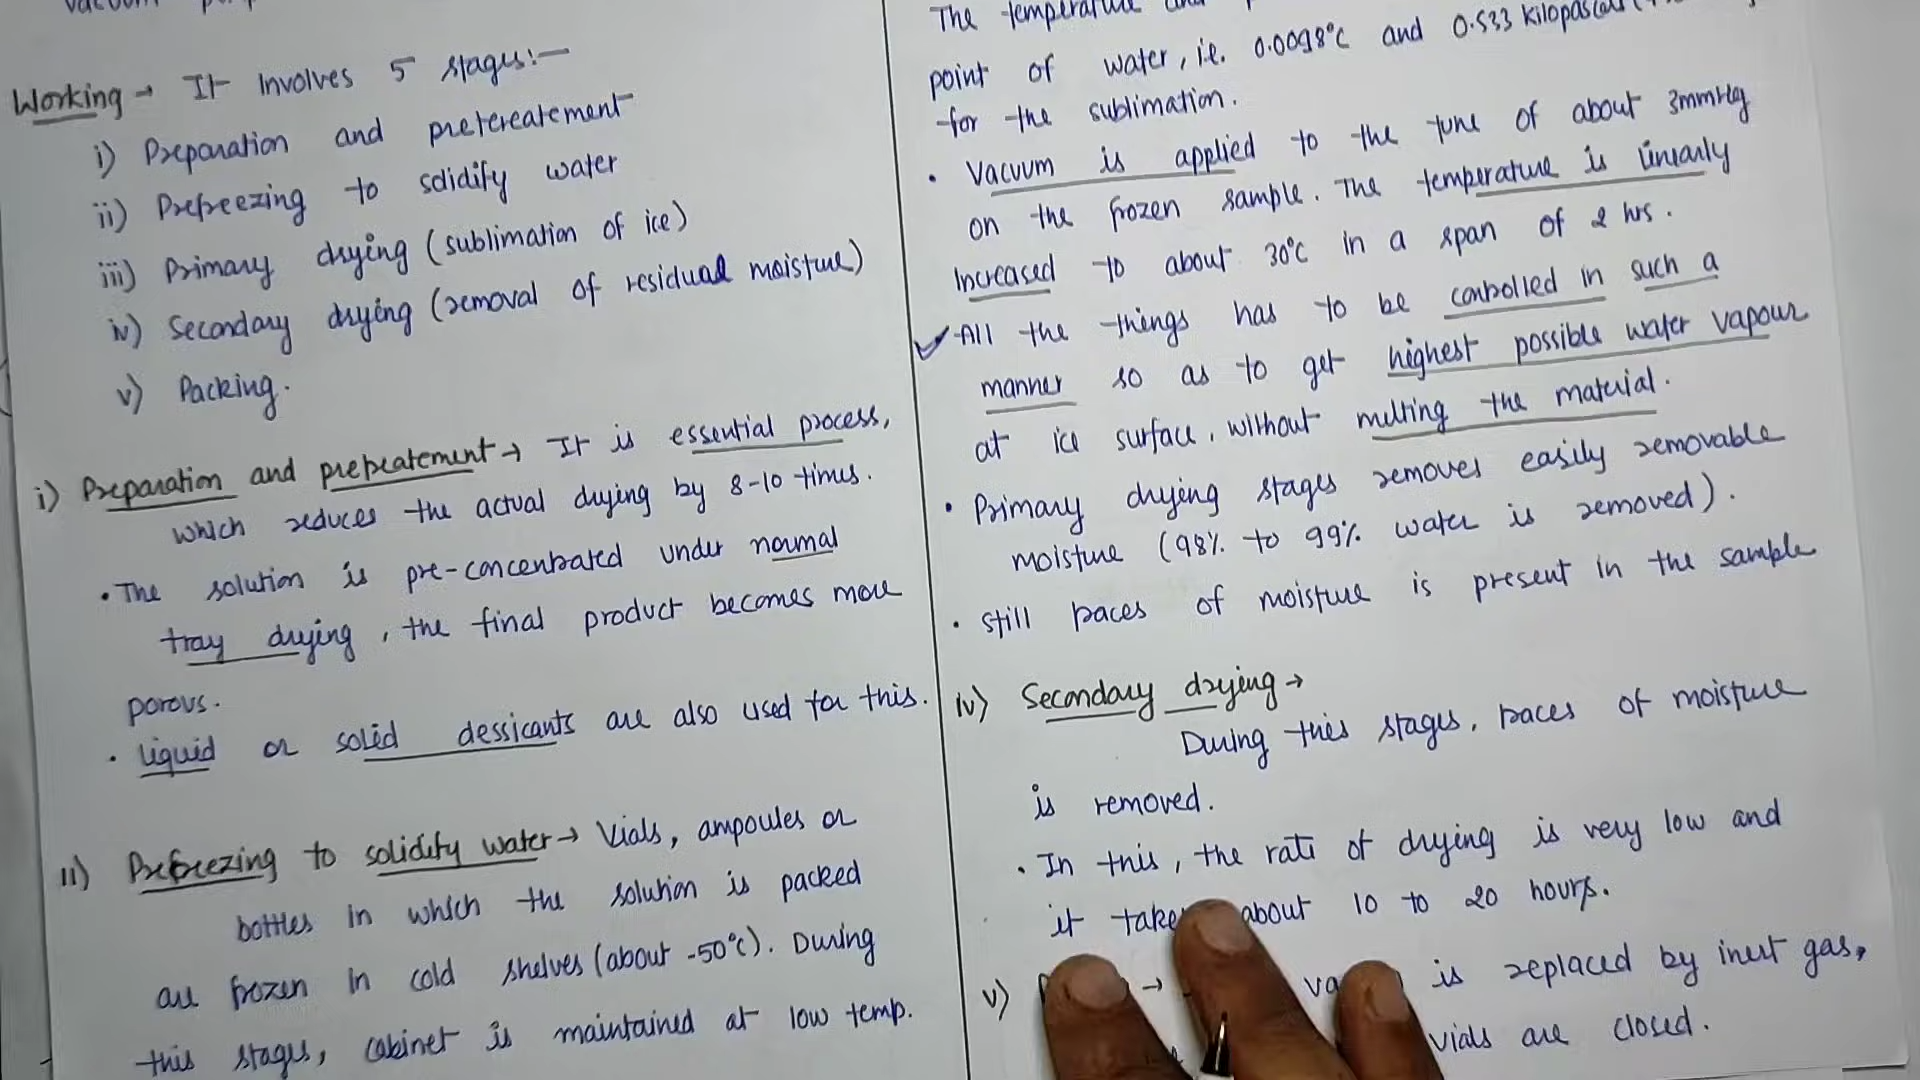 Working → It Involves 5 stages:-
i) Preparation and pretreatement
ii) Prefreezing to solidify water
iii) Primary drying (sublimation of ice)
iv) Secondary drying (removal of residual moisture)
v) Packing.
i) Preparation and pretreatement → It is essential process,
which reduces the actual drying by 8-10 times.
• The solution is pre-concentrated under normal
tray drying, the final product becomes more
porous.
• liquid or solid dessicants are also used for this.
ii) Prefreezing to solidify water → Vials, ampoules or
bottles in which the solution is packed
are frozen in cold shelves (about -50°C). During
this stages, cabinet is maintained at low temp.
The temperature and
point of water, i.e. 0.0098°C and 0.533 kilopascal
for the sublimation.
• Vacuum is applied to the tune of about 3mmHg
on the frozen sample. The temperature is linearly
Increased to about 30°C in a span of 2 hrs.
✓ All the things has to be controlled in such a
manner so as to get highest possible water vapour
at ice surface, without melting the material.
• Primary drying stages removes easily removable
moisture (98% to 99% water is removed).
• Still traces of moisture is present in the sample
iv) Secondary drying →
During this stages, traces of moisture
is removed.
• In this, the rate of drying is very low and
it take about 10 to 20 hours.
v) → is replaced by inert gas,
vials are closed.